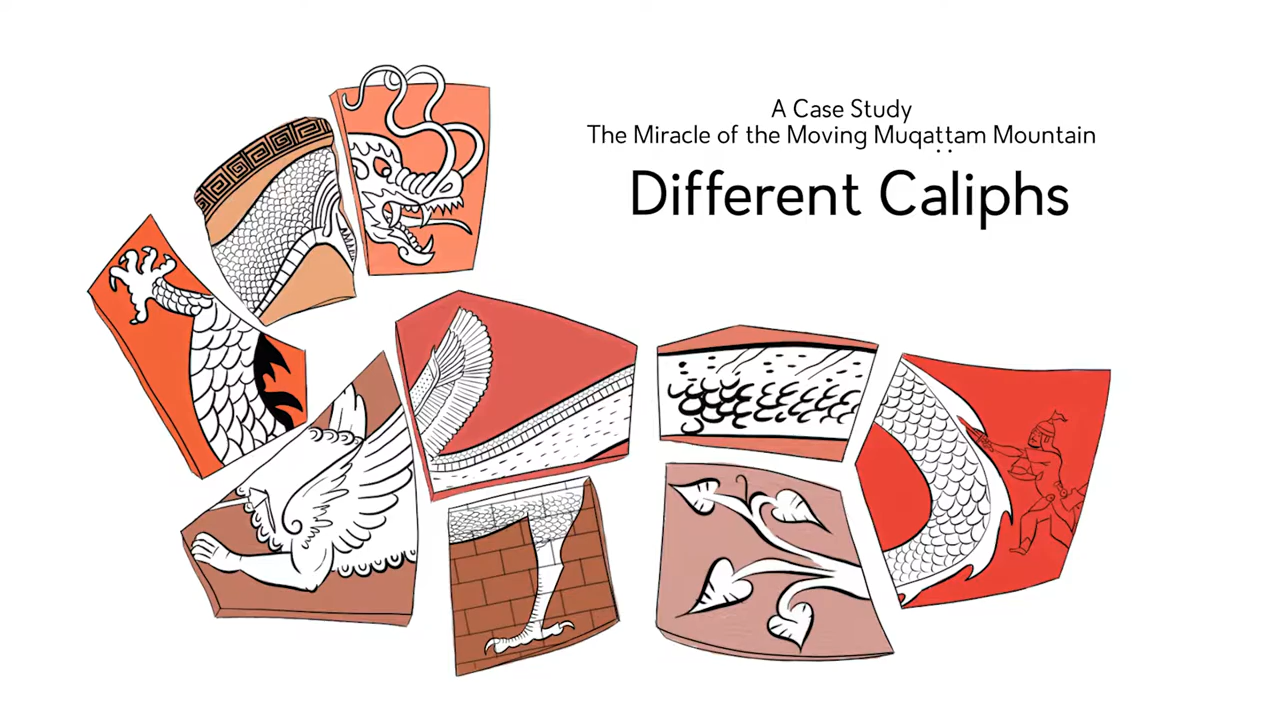 A Case Study
The Miracle of the Moving Muqaṭṭam Mountain
Different Caliphs